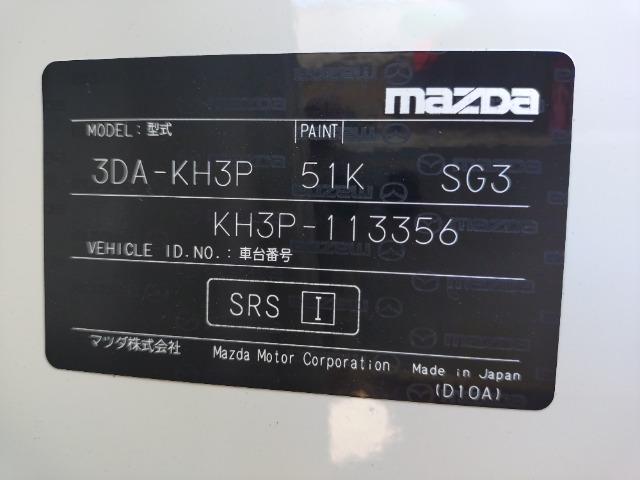 mazda
MODEL：型式 PAINT
3DA-KH3P 51K SG3
KH3P-113356
VEHICLE ID.NO.：車台番号
SRS I
マツダ株式会社 Mazda Motor Corporation Made in Japan
(D10A)